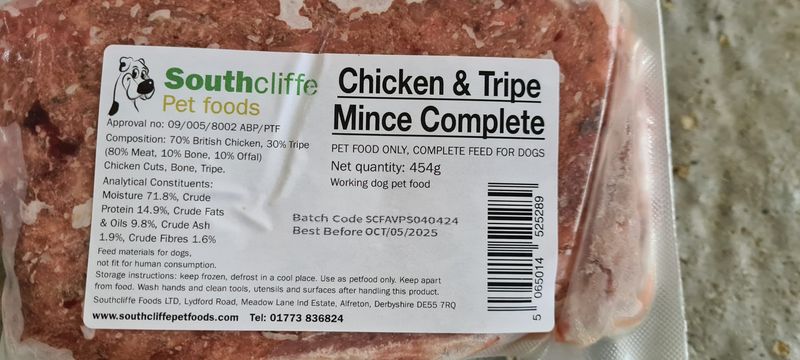 Southcliffe
Pet foods
Approval no: 09/005/8002 ABP/PTF
Composition: 70% British Chicken, 30% Tripe
(80% Meat, 10% Bone, 10% Offal)
Chicken Cuts, Bone, Tripe.
Analytical Constituents:
Moisture 71.8%, Crude
Protein 14.9%, Crude Fats
& Oils 9.8%, Crude Ash
1.9%, Crude Fibres 1.6%
Feed materials for dogs,
not fit for human consumption.
Chicken & Tripe
Mince Complete
PET FOOD ONLY, COMPLETE FEED FOR DOGS
Net quantity: 454g
Working dog pet food
Batch Code SCFAVPS040424
Best Before OCT/05/2025
Storage instructions: keep frozen, defrost in a cool place. Use as petfood only. Keep apart
from food. Wash hands and clean tools, utensils and surfaces after handling this product.
Southcliffe Foods LTD, Lydford Road, Meadow Lane Ind Estate, Alfreton, Derbyshire DE55 7RQ
www.southcliffepetfoods.com Tel: 01773 836824
5 065014 525289